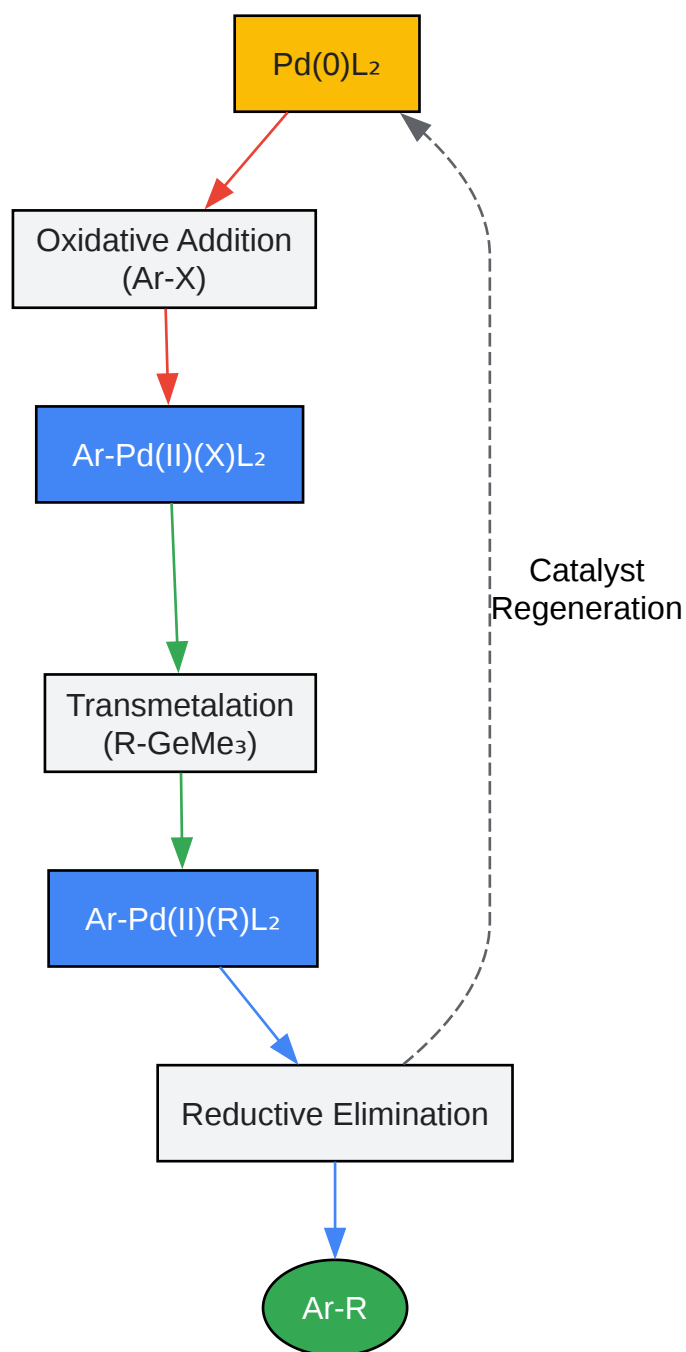 Pd(0)L₂
Oxidative Addition
(Ar-X)
Ar-Pd(II)(X)L₂
Catalyst
Regeneration
Transmetalation
(R-GeMe₃)
Ar-Pd(II)(R)L₂
Reductive Elimination
Ar-R